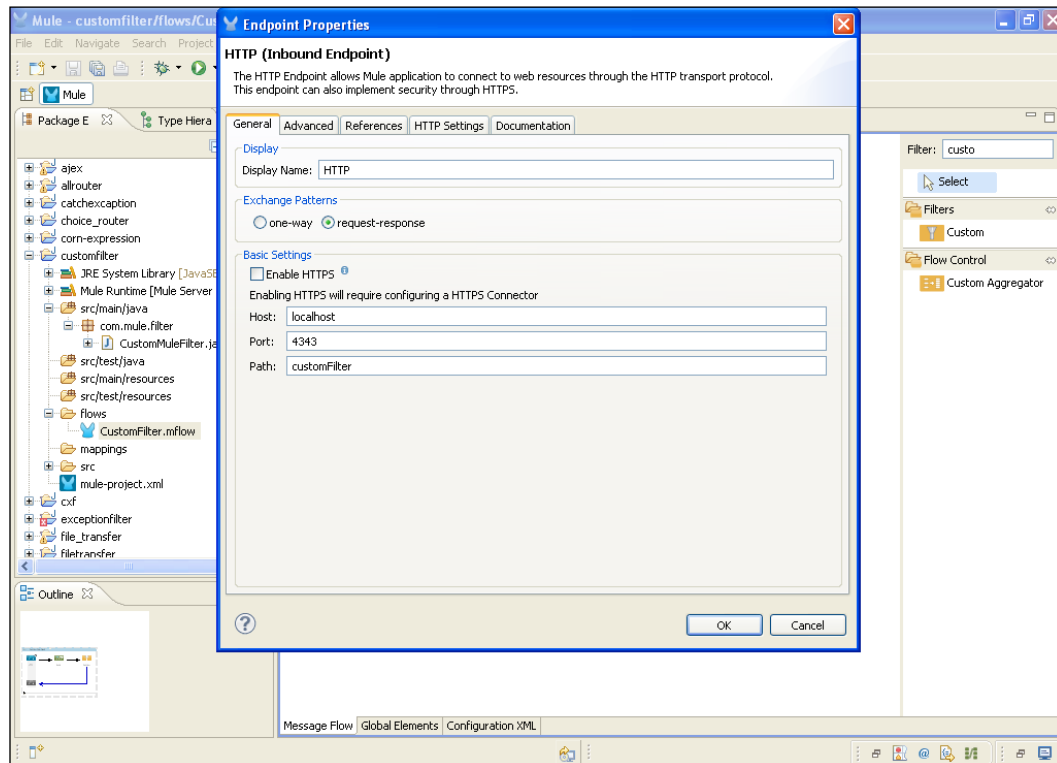 Mule - customfilter/flows/Cu
File Edit Navigate Search Project
Mule
Package E
Type Hiera
ajex
allrouter
catchexcaption
choice_router
corn-expression
customfilter
JRE System Library [JavaSE
Mule Runtime [Mule Server
src/main/java
com.mule.filter
CustomMuleFilter.ja
src/test/java
src/main/resources
src/test/resources
flows
CustomFilter.mflow
mappings
src
mule-project.xml
cxf
exceptionfilter
file_transfer
filetransfer
Outline
Endpoint Properties
HTTP (Inbound Endpoint)
The HTTP Endpoint allows Mule application to connect to web resources through the HTTP transport protocol.
This endpoint can also implement security through HTTPS.
General Advanced References HTTP Settings Documentation
Display
Display Name: HTTP
Exchange Patterns
one-way request-response
Basic Settings
Enable HTTPS
Enabling HTTPS will require configuring a HTTPS Connector
Host: localhost
Port: 4343
Path: customFilter
OK Cancel
Filter: custo
Select
Filters
Custom
Flow Control
Custom Aggregator
Message Flow Global Elements Configuration XML